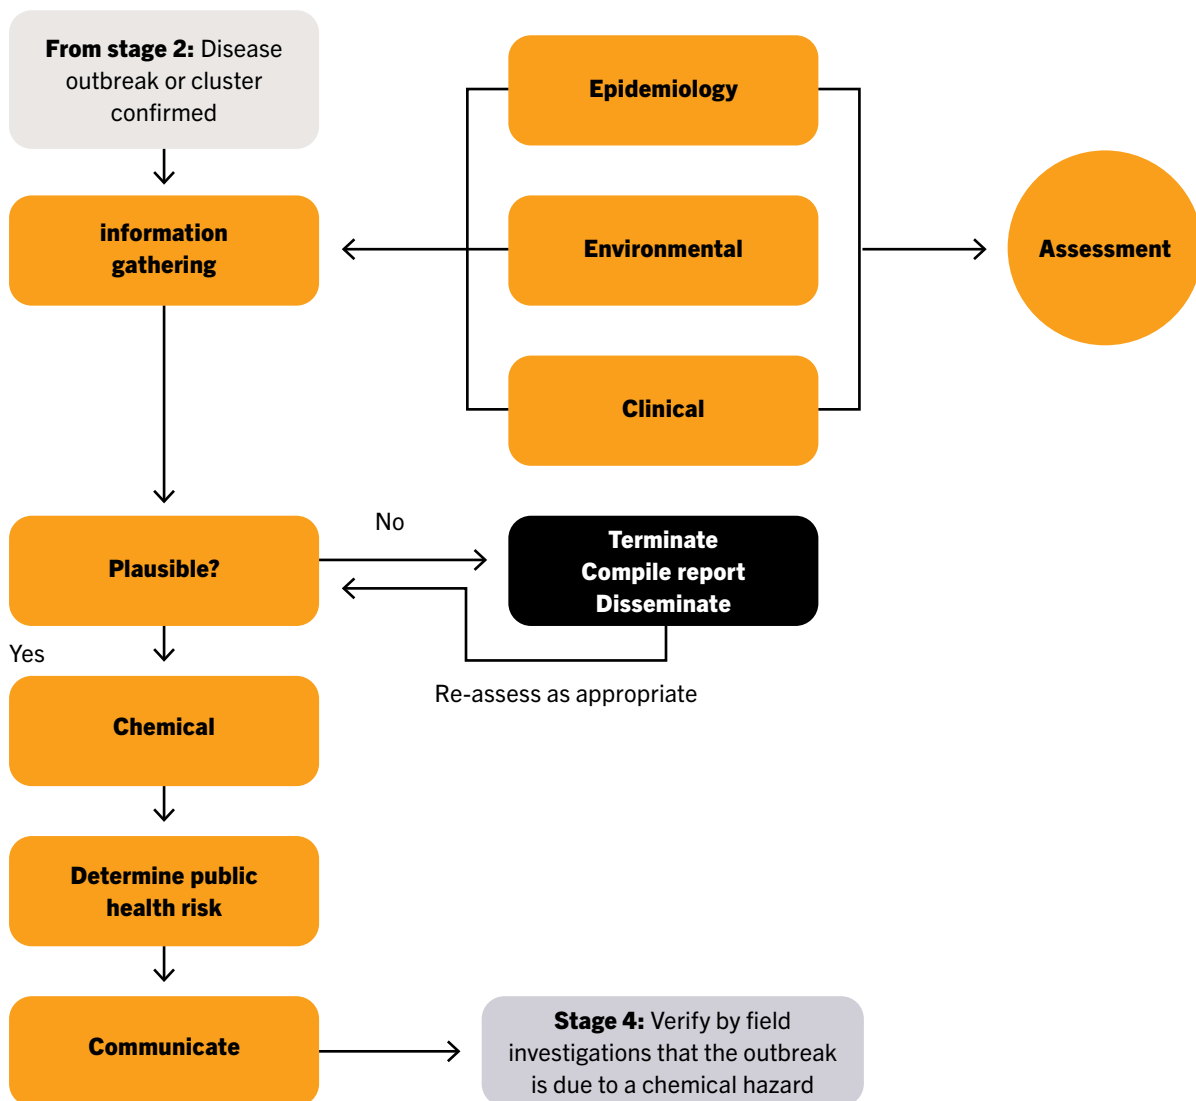 From stage 2: Disease
outbreak or cluster
confirmed
Epidemiology
information
gathering
Environmental
Assessment
Clinical
No
Plausible?
Terminate
Compile report
Disseminate
Yes
Re-assess as appropriate
Chemical
Determine public
health risk
Communicate
Stage 4: Verify by field
investigations that the outbreak
is due to a chemical hazard